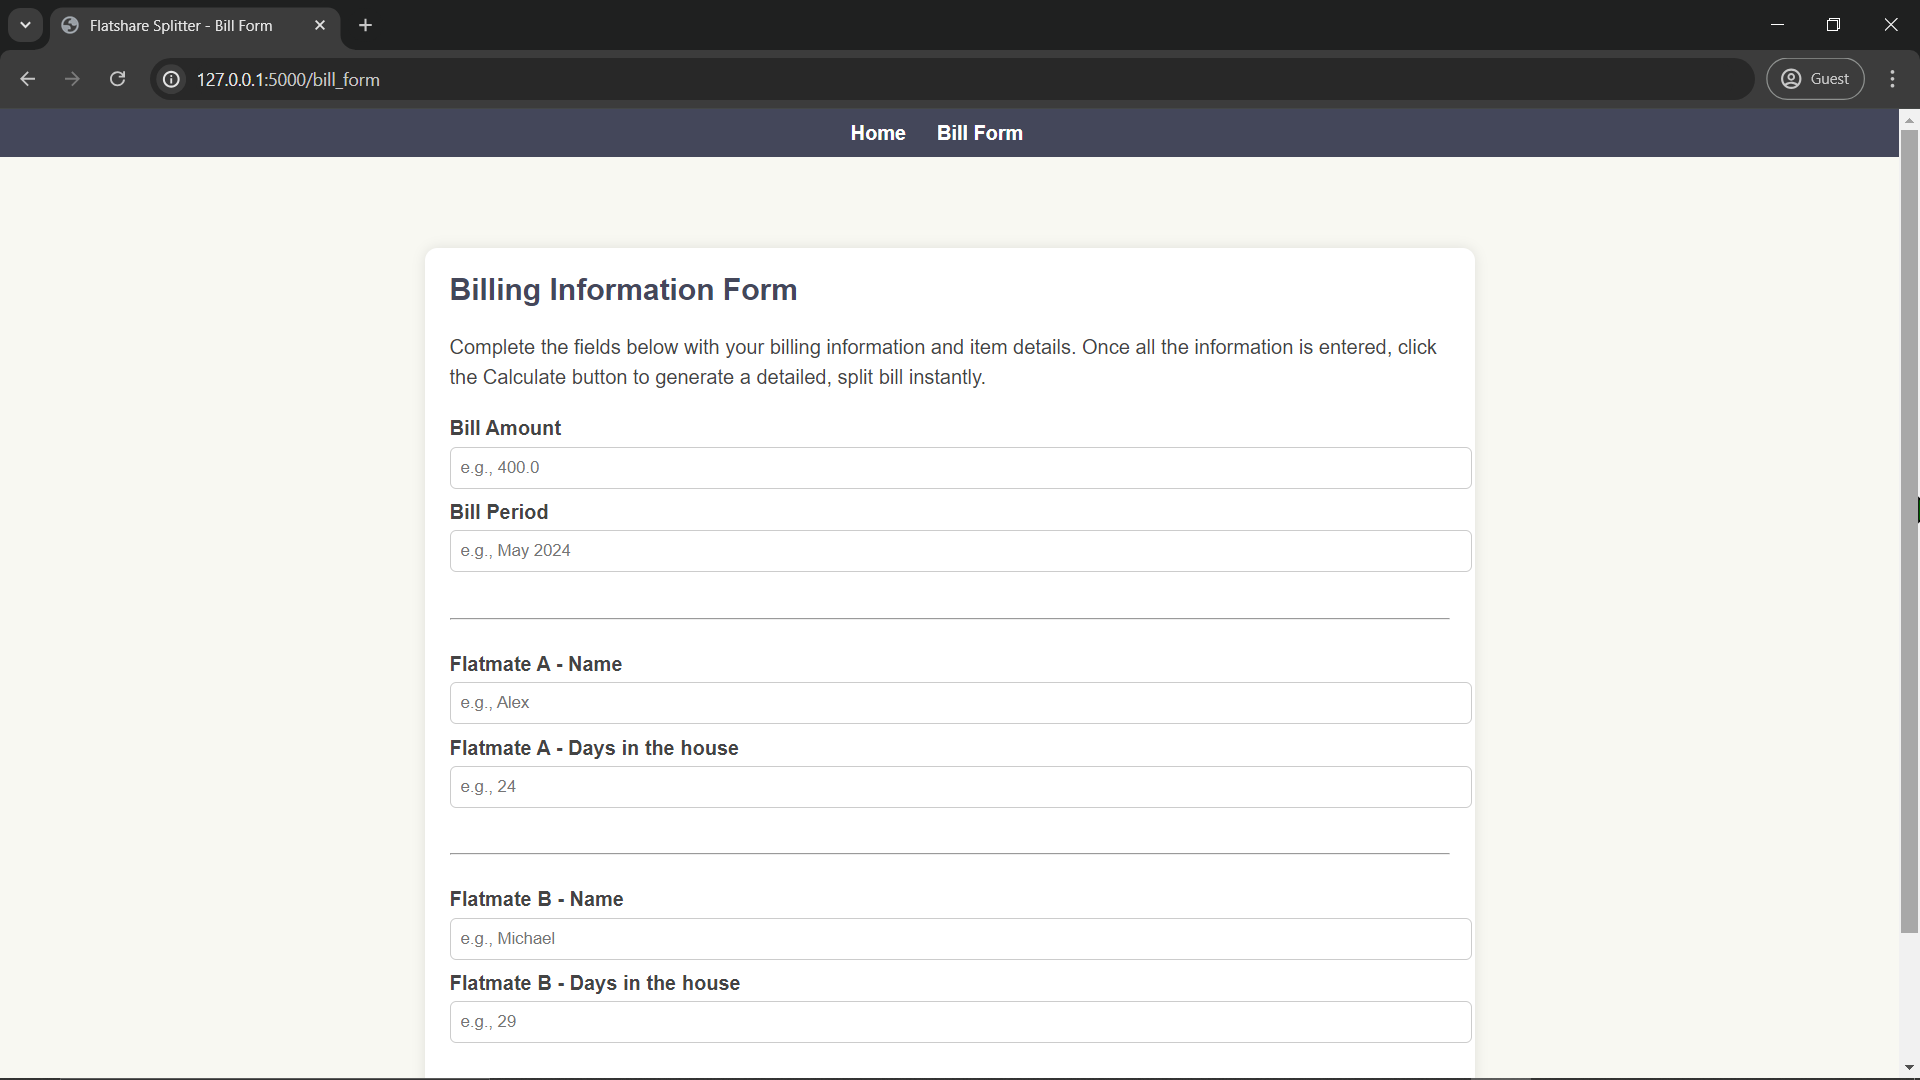 Flatshare Splitter - Bill Form
127.0.0.1:5000/bill_form
Guest
Home Bill Form
Billing Information Form
Complete the fields below with your billing information and item details. Once all the information is entered, click
the Calculate button to generate a detailed, split bill instantly.
Bill Amount
e.g., 400.0
Bill Period
e.g., May 2024
Flatmate A - Name
e.g., Alex
Flatmate A - Days in the house
e.g., 24
Flatmate B - Name
e.g., Michael
Flatmate B - Days in the house
e.g., 29